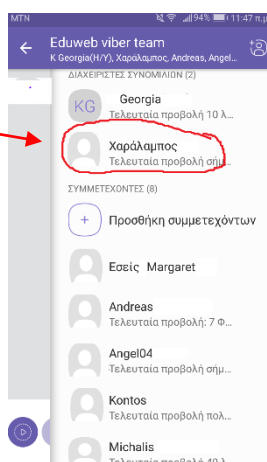 MTN 94% 11:47 π.μ
Eduweb viber team
K Georgia(H/Y), Χαράλαμπος, Andreas, Angel...
ΔΙΑΧΕΙΡΙΣΤΕΣ ΣΥΝΟΜΙΛΙΩΝ (2)
KG
Georgia
Τελευταία προβολή 10 λ...
Χαράλαμπος
Τελευταία προβολή σήμ...
ΣΥΜΜΕΤΕΧΟΝΤΕΣ (8)
+ Προσθήκη συμμετεχόντων
Εσείς Margaret
Andreas
Τελευταία προβολή: 7 Φ...
Angel04
Τελευταία προβολή σήμ...
Kontos
Τελευταία προβολή πολ...
Michalis
Τελευταία προβολή 40 λ